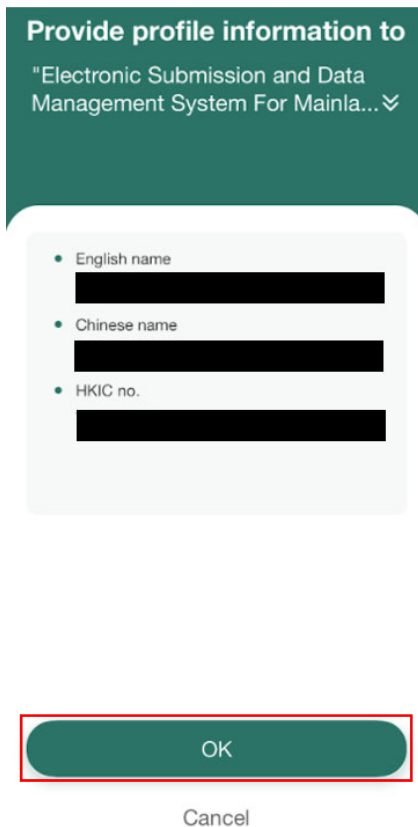 Provide profile information to
"Electronic Submission and Data
Management System For Mainla...
English name
Chinese name
HKIC no.
OK
Cancel